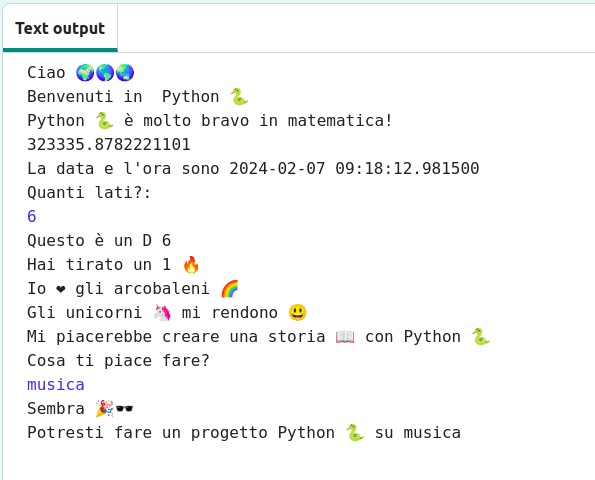 Text output
Ciao 🌍🌎🌏
Benvenuti in  Python 🐍
Python 🐍 è molto bravo in matematica!
323335.8782221101
La data e l'ora sono 2024-02-07 09:18:12.981500
Quanti lati?:
6
Questo è un D 6
Hai tirato un 1 🔥
Io ❤ gli arcobaleni 🌈
Gli unicorni 🦄 mi rendono 😃
Mi piacerebbe creare una storia 📖 con Python 🐍
Cosa ti piace fare?
musica
Sembra 🎉🕶️
Potresti fare un progetto Python 🐍 su musica